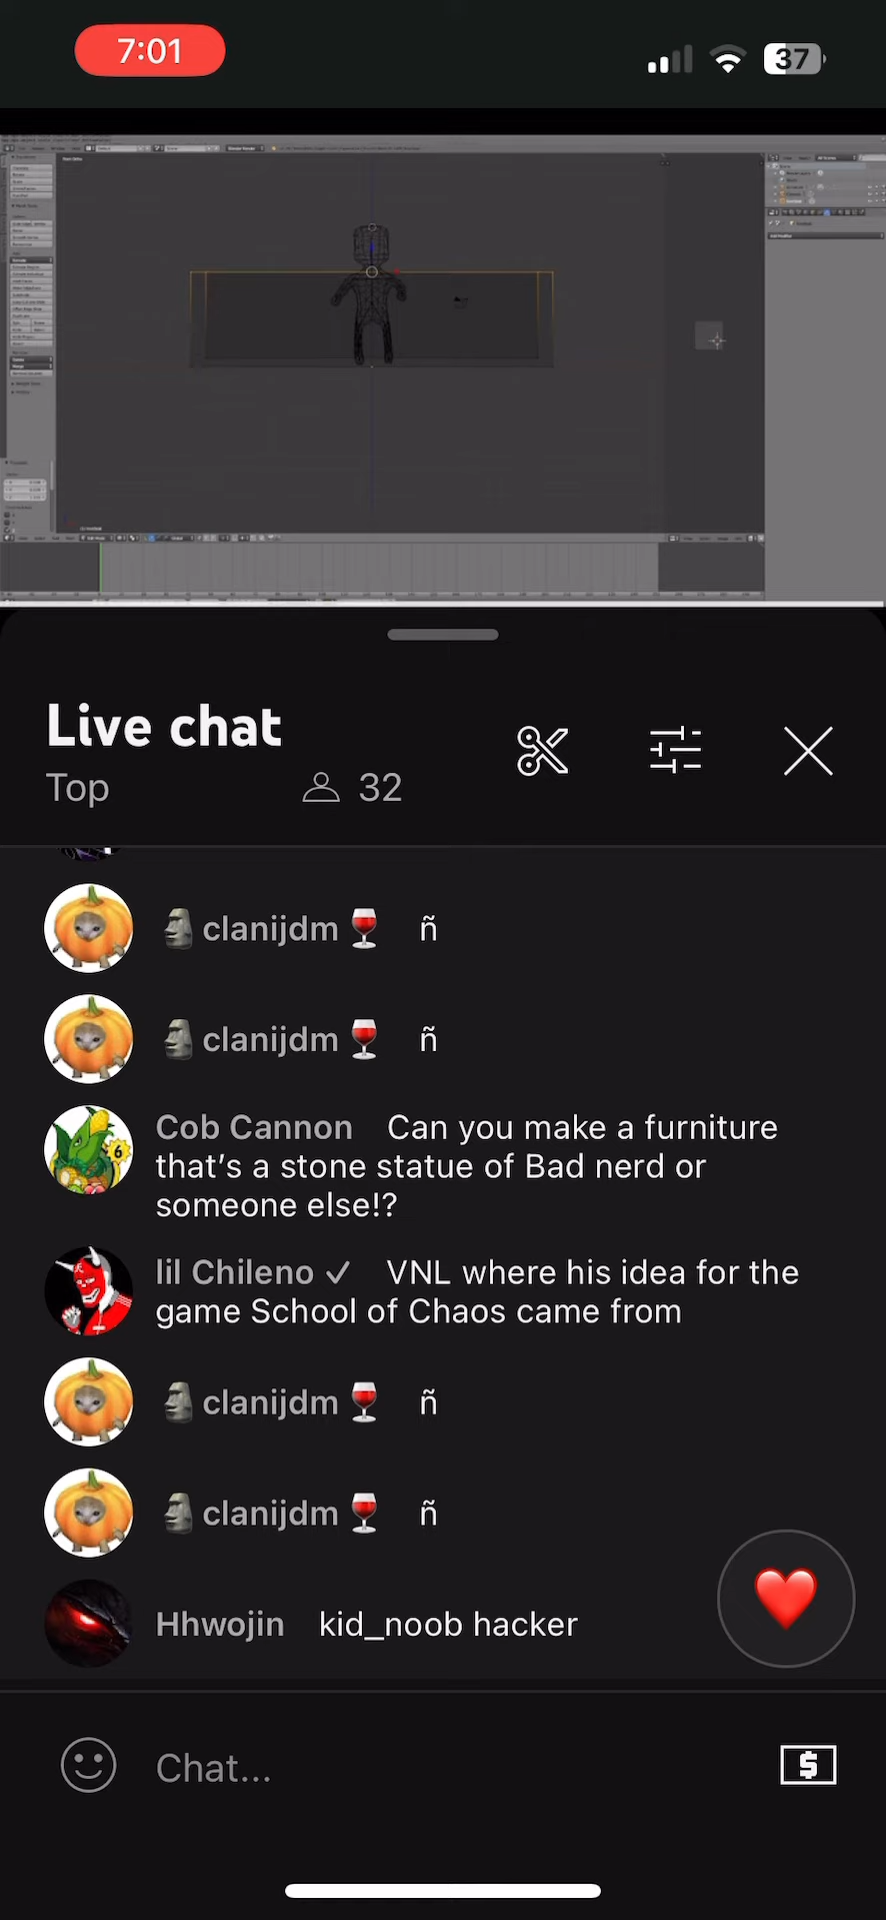 7:01
37
Live chat
Top 32
🗿 clanijdm 🍷 ñ
🗿 clanijdm 🍷 ñ
Cob Cannon Can you make a furniture
that’s a stone statue of Bad nerd or
someone else!?
lil Chileno ✓ VNL where his idea for the
game School of Chaos came from
🗿 clanijdm 🍷 ñ
🗿 clanijdm 🍷 ñ
Hhwojin kid_noob hacker
Chat...